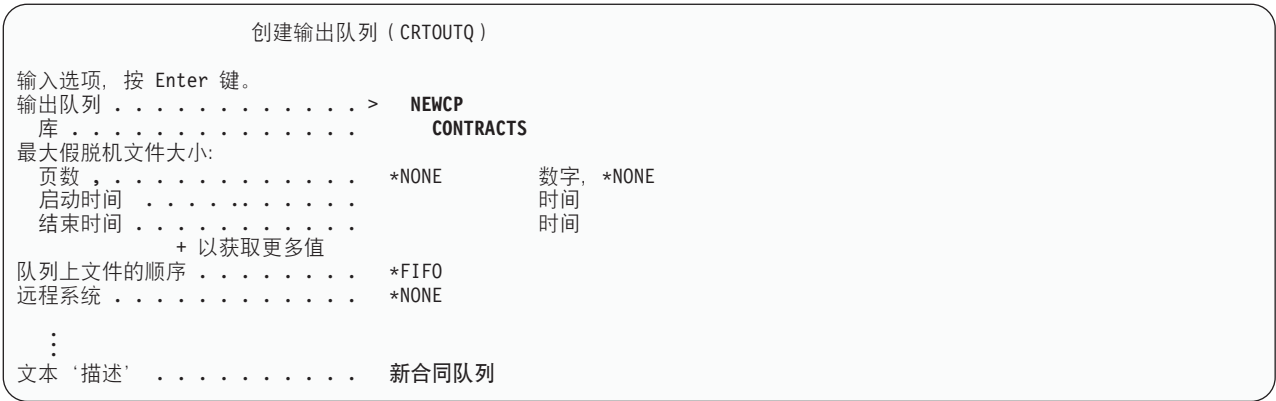 创建输出队列（CRTOUTQ）
输入选项, 按 Enter 键。
输出队列 . . . . . . . . . . . . > NEWCP
库 . . . . . . . . . . . . . . CONTRACTS
最大假脱机文件大小:
页数 , . . . . . . . . . . . . *NONE 数字, *NONE
启动时间 . . . . .. . . . . . 时间
结束时间 . . . . . . . . . . . 时间
+ 以获取更多值
队列上文件的顺序 . . . . . . . . *FIFO
远程系统 . . . . . . . . . . . . *NONE
⋮
文本‘描述’ . . . . . . . . . . 新合同队列